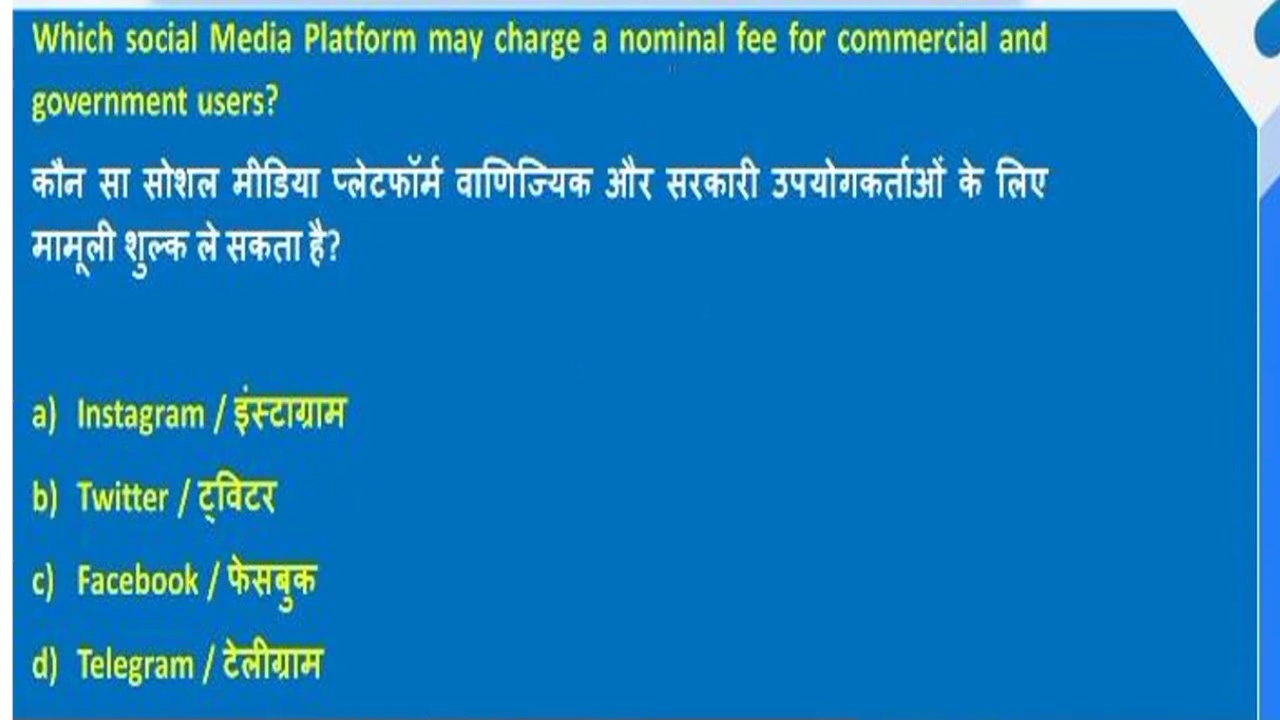 Which social Media Platform may charge a nominal fee for commercial and
government users?
कौन सा सोशल मीडिया प्लेटफॉर्म वाणिज्यिक और सरकारी उपयोगकर्ताओं के लिए
मामूली शुल्क ले सकता है?
a) Instagram / इंस्टाग्राम
b) Twitter / ट्विटर
c) Facebook / फेसबुक
d) Telegram / टेलीग्राम